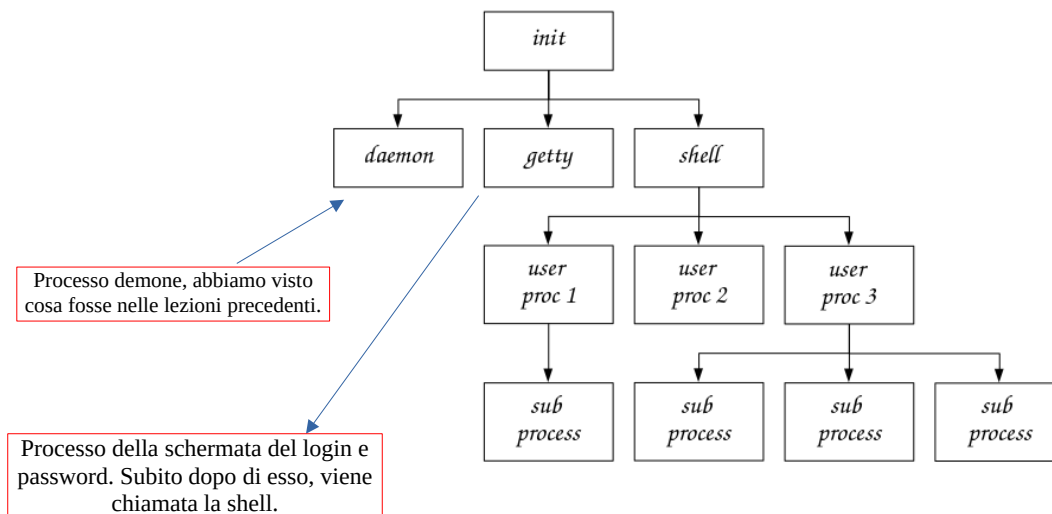 init
daemon
getty
shell
user
proc 1
user
proc 2
user
proc 3
Processo demone, abbiamo visto
cosa fosse nelle lezioni precedenti.
sub
process
sub
process
sub
process
sub
process
Processo della schermata del login e
password. Subito dopo di esso, viene
chiamata la shell.